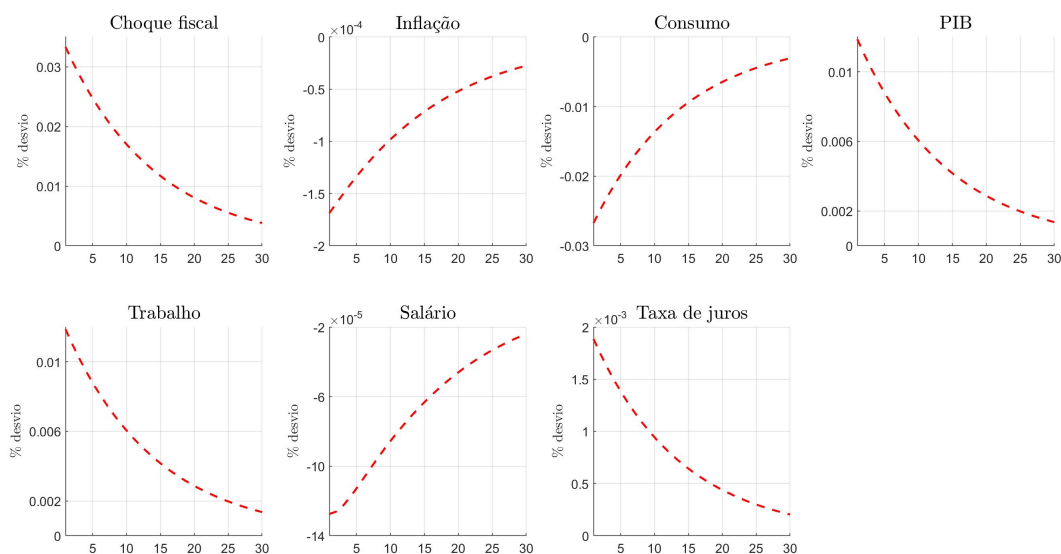 Choque fiscal
% desvio
0.03
0.02
0.01
0
5 10 15 20 25 30
Inflação
×10-4
% desvio
0
-0.5
-1
-1.5
-2
5 10 15 20 25 30
Consumo
% desvio
0
-0.01
-0.02
-0.03
5 10 15 20 25 30
PIB
% desvio
0.01
0.006
0.002
0
5 10 15 20 25 30
Trabalho
% desvio
0.01
0.006
0.002
0
5 10 15 20 25 30
Salário
×10-5
% desvio
-2
-6
-10
-14
5 10 15 20 25 30
Taxa de juros
×10-3
% desvio
2
1.5
1
0.5
0
5 10 15 20 25 30